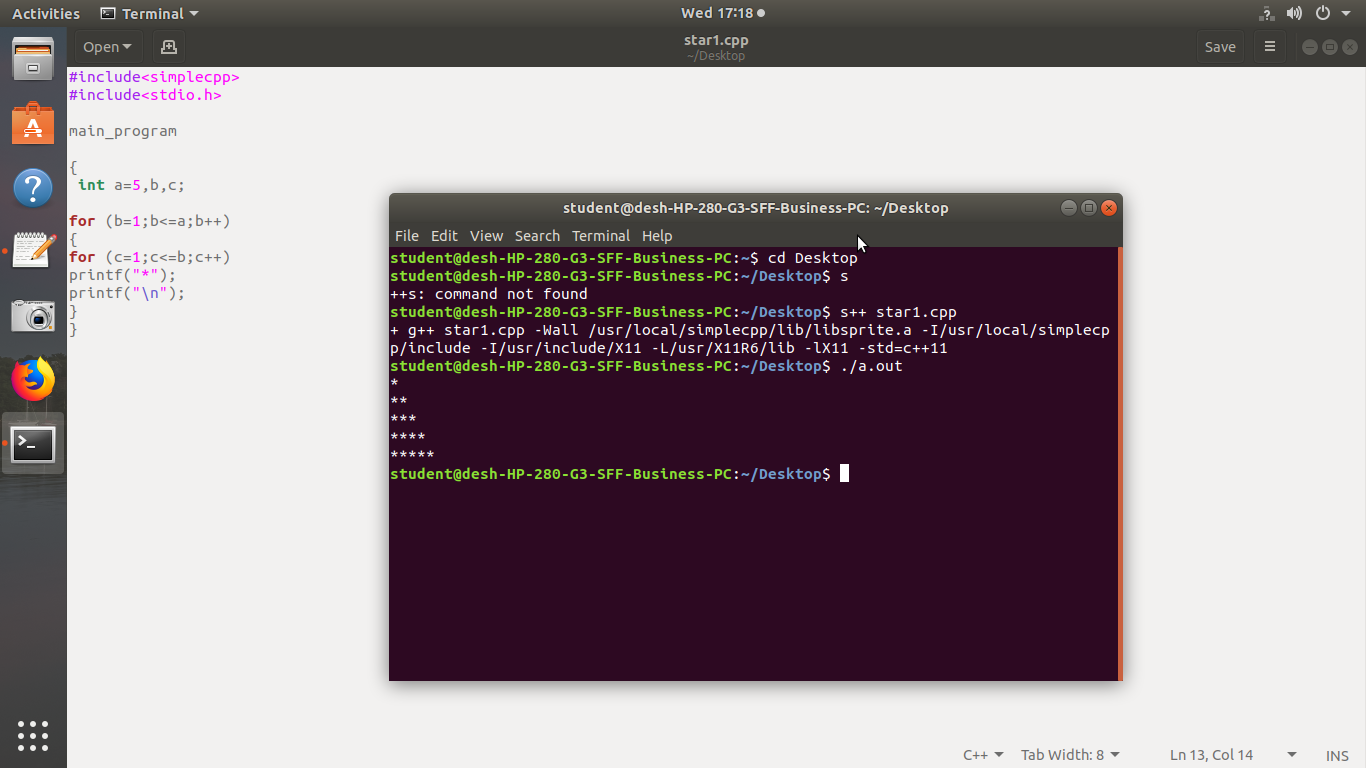 Activities Terminal Wed 17:18
Open star1.cpp Save
~/Desktop
#include<simplecpp>
#include<stdio.h>
main_program
{
int a=5,b,c;
for (b=1;b<=a;b++)
{
for (c=1;c<=b;c++)
printf("*");
printf("\n");
}
}
student@desh-HP-280-G3-SFF-Business-PC: ~/Desktop
File Edit View Search Terminal Help
student@desh-HP-280-G3-SFF-Business-PC:~$ cd Desktop
student@desh-HP-280-G3-SFF-Business-PC:~/Desktop$ s
++s: command not found
student@desh-HP-280-G3-SFF-Business-PC:~/Desktop$ s++ star1.cpp
+ g++ star1.cpp -Wall /usr/local/simplecpp/lib/libsprite.a -I/usr/local/simplecp
p/include -I/usr/include/X11 -L/usr/X11R6/lib -lX11 -std=c++11
student@desh-HP-280-G3-SFF-Business-PC:~/Desktop$ ./a.out
*
**
***
****
*****
student@desh-HP-280-G3-SFF-Business-PC:~/Desktop$
C++ Tab Width: 8 Ln 13, Col 14 INS